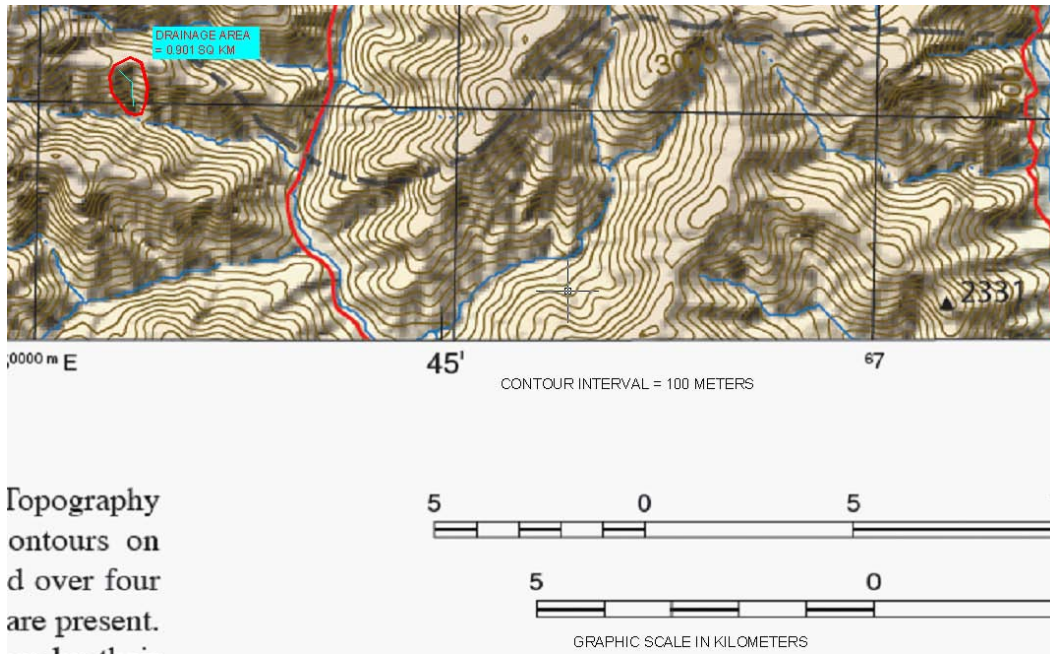 DRAINAGE AREA
= 0.901 SQ KM
2331
0000 m E
45'
67
CONTOUR INTERVAL = 100 METERS
Topography
ontours on
d over four
are present.
5 0 5
5 0
GRAPHIC SCALE IN KILOMETERS